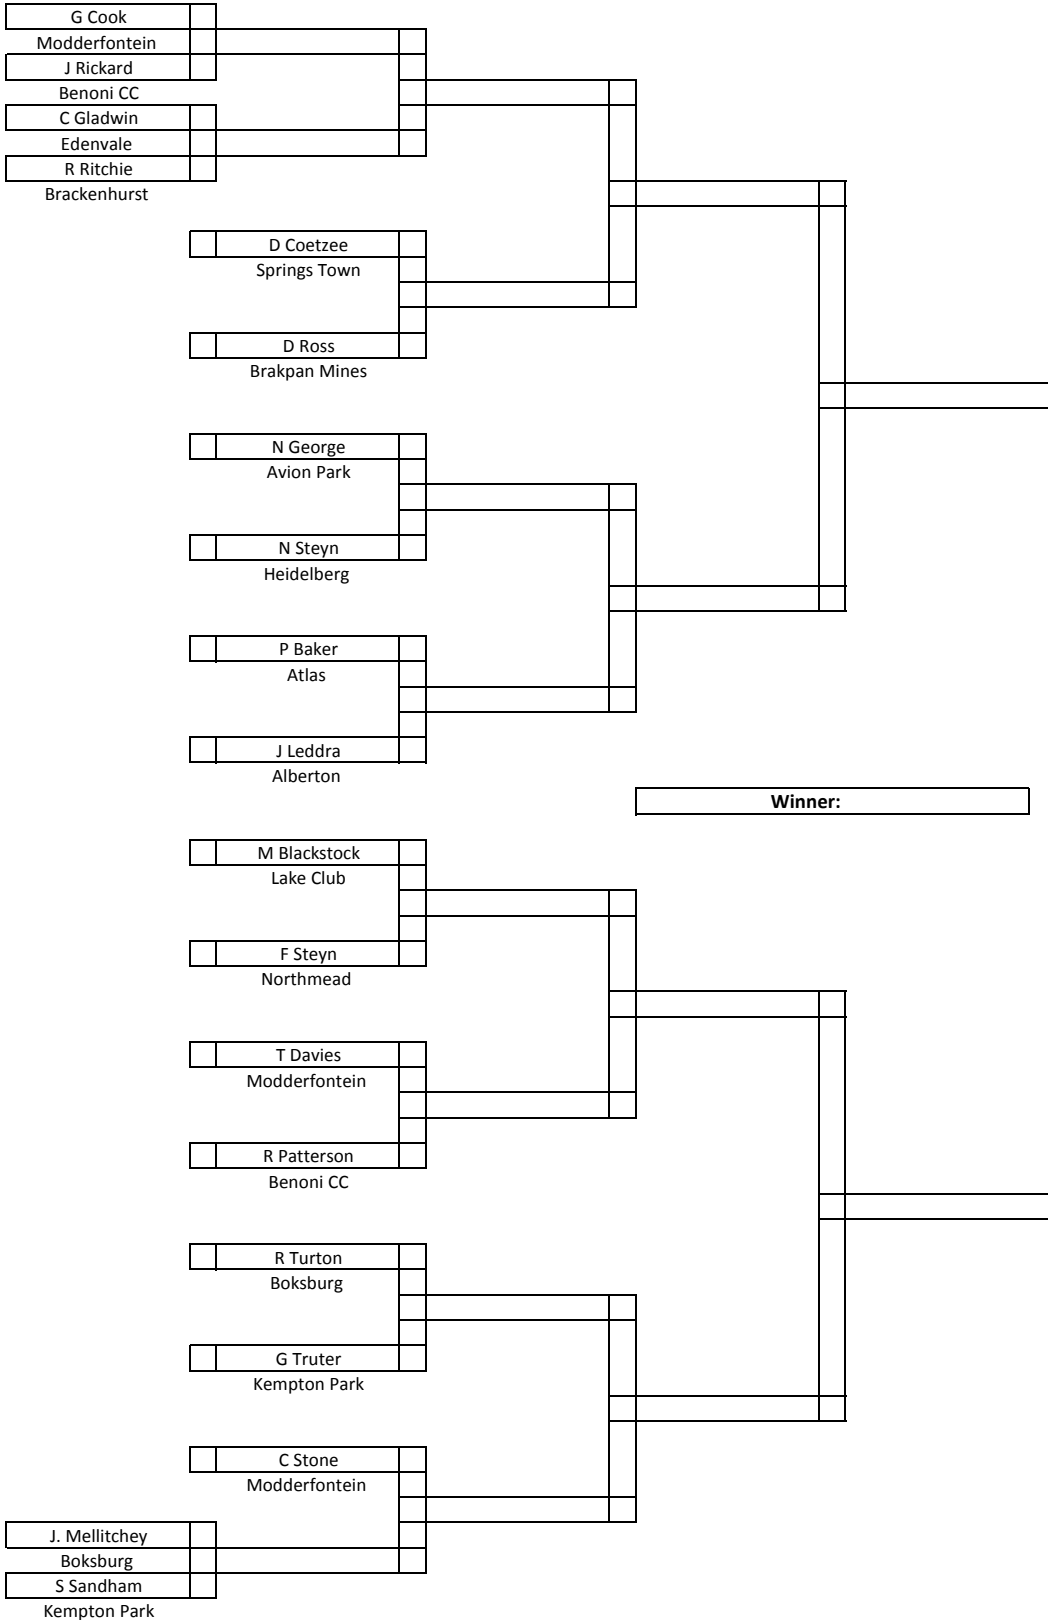 G Cook
Modderfontein
J Rickard
Benoni CC
C Gladwin
Edenvale
R Ritchie
Brackenhurst
D Coetzee
Springs Town
D Ross
Brakpan Mines
N George
Avion Park
N Steyn
Heidelberg
P Baker
Atlas
J Leddra
Alberton
Winner:
M Blackstock
Lake Club
F Steyn
Northmead
T Davies
Modderfontein
R Patterson
Benoni CC
R Turton
Boksburg
G Truter
Kempton Park
C Stone
Modderfontein
J. Mellitchey
Boksburg
S Sandham
Kempton Park